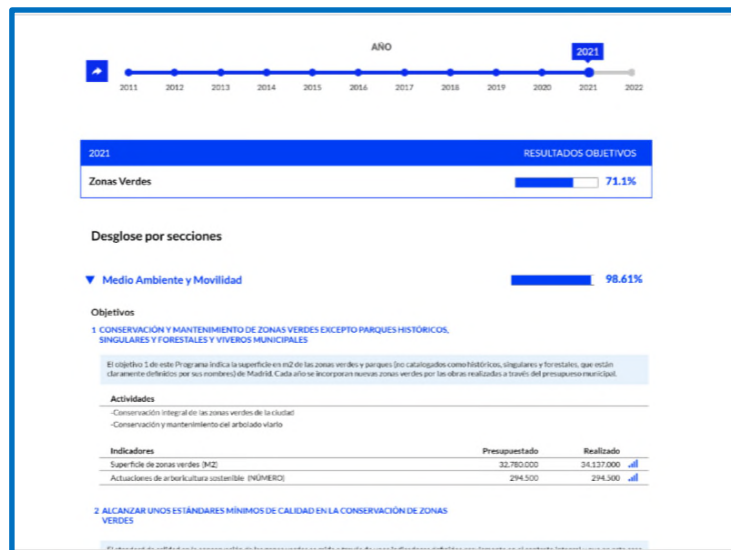 AÑO
2021
2011 2012 2013 2014 2015 2016 2017 2018 2019 2020 2021 2022
2021 RESULTADOS OBJETIVOS
Zonas Verdes 71.1%
Desglose por secciones
Medio Ambiente y Movilidad 98.61%
Objetivos
1 CONSERVACIÓN Y MANTENIMIENTO DE ZONAS VERDES EXCEPTO PARQUES HISTÓRICOS,
SINGULARES Y FORESTALES Y VIVEROS MUNICIPALES
El objetivo 1 de este Programa indica la superficie en m2 de las zonas verdes y parques (no catalogados como históricos, singulares y forestales, que están
claramente definidos por sus nombres) de Madrid. Cada año se incorporan nuevas zonas verdes por las obras realizadas a través del presupueso municipal.
Actividades
-Conservación integral de las zonas verdes de la ciudad
-Conservación y mantenimiento del arbolado viario
Indicadores Presupuestado Realizado
Superficie de zonas verdes (M2) 32.780.000 34.137.000
Actuaciones de arboricultura sostenible (NÚMERO) 294.500 294.500
2 ALCANZAR UNOS ESTÁNDARES MÍNIMOS DE CALIDAD EN LA CONSERVACIÓN DE ZONAS
VERDES